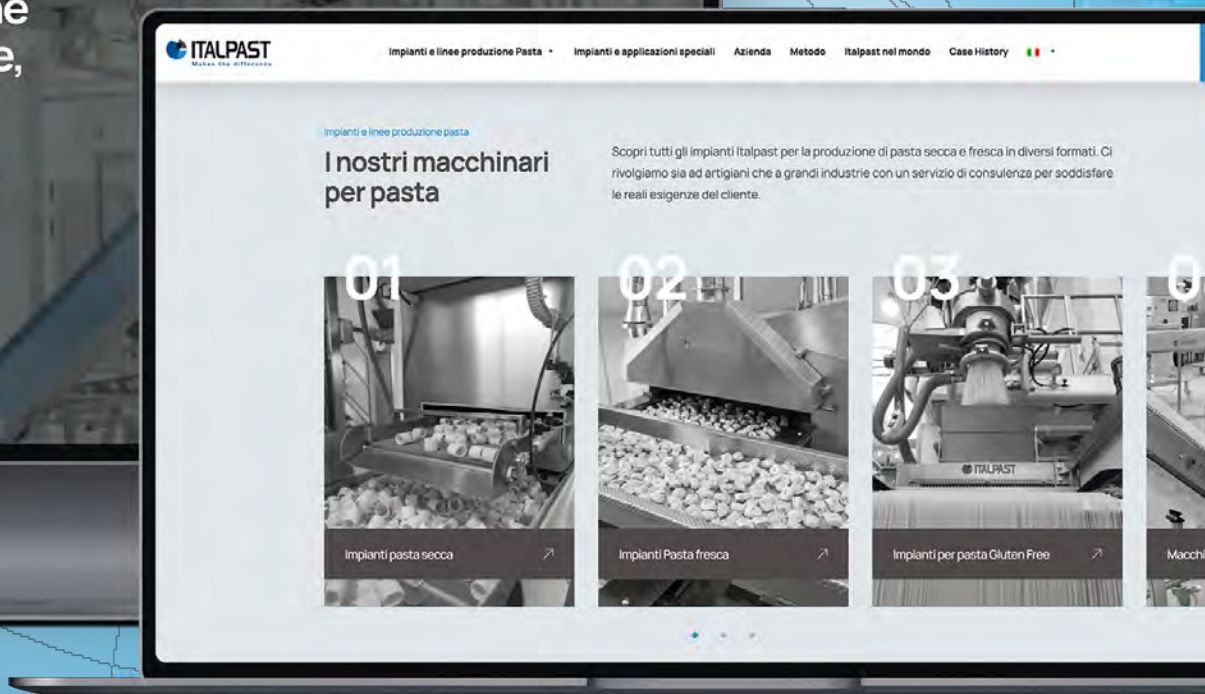 e,
ITALPAST
Makes the difference
Impianti e linee produzione Pasta
Impianti e applicazioni speciali
Azienda
Metodo
Italpast nel mondo
Case History
Impianti e linee produzione pasta
I nostri macchinari
per pasta
Scopri tutti gli impianti Italpast per la produzione di pasta secca e fresca in diversi formati. Ci
rivolgiamo sia ad artigiani che a grandi industrie con un servizio di consulenza per soddisfare
le reali esigenze del cliente.
01
02
03
0
ITALPAST
Impianti pasta secca
Impianti Pasta fresca
Impianti per pasta Gluten Free
Macchi